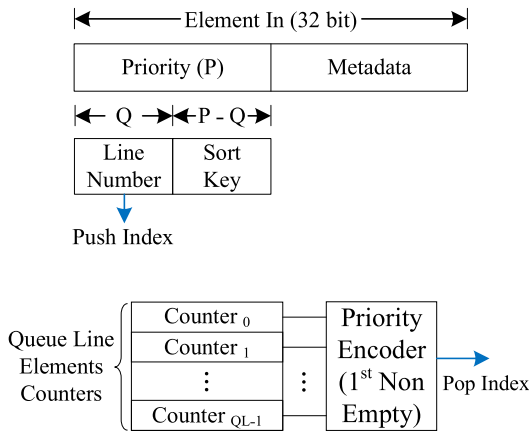 Element In (32 bit)
Priority (P)
Metadata
Q
P - Q
Line
Number
Sort
Key
Push Index
Queue Line
Elements
Counters
Counter 0
Counter 1
⋮
⋮
Counter QL-1
Priority
Encoder
(1st Non
Empty)
Pop Index